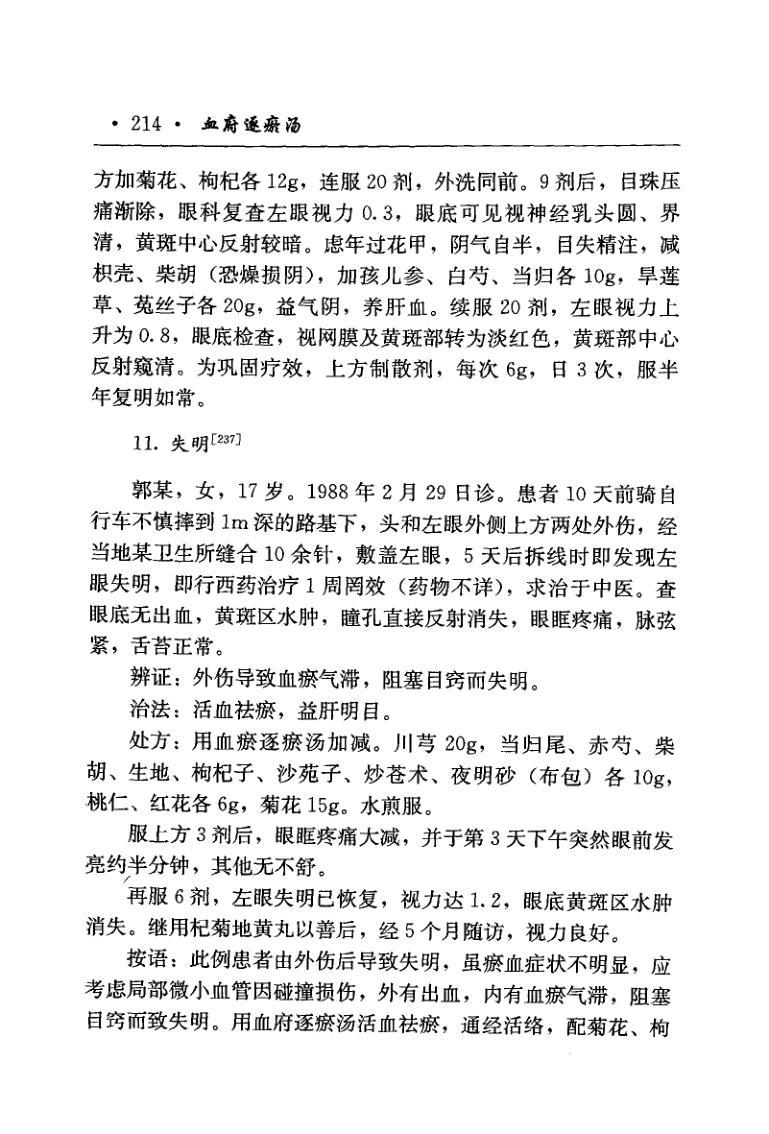 · 214 · 血府逐瘀汤
方加菊花、枸杞各 12g，连服 20 剂，外洗同前。9 剂后，目珠压
痛渐除，眼科复查左眼视力 0.3，眼底可见视神经乳头圆、界
清，黄斑中心反射较暗。虑年过花甲，阴气自半，目失精注，减
枳壳、柴胡（恐燥损阴），加孩儿参、白芍、当归各 10g，旱莲
草、菟丝子各 20g，益气阴，养肝血。续服 20 剂，左眼视力上
升为 0.8，眼底检查，视网膜及黄斑部转为淡红色，黄斑部中心
反射窥清。为巩固疗效，上方制散剂，每次 6g，日 3 次，服半
年复明如常。
11. 失明[237]
郭某，女，17 岁。1988 年 2 月 29 日诊。患者 10 天前骑自
行车不慎摔到 1m 深的路基下，头和左眼外侧上方两处外伤，经
当地某卫生所缝合 10 余针，敷盖左眼，5 天后拆线时即发现左
眼失明，即行西药治疗 1 周罔效（药物不详），求治于中医。查
眼底无出血，黄斑区水肿，瞳孔直接反射消失，眼眶疼痛，脉弦
紧，舌苔正常。
辨证：外伤导致血瘀气滞，阻塞目窍而失明。
治法：活血祛瘀，益肝明目。
处方：用血瘀逐瘀汤加减。川芎 20g，当归尾、赤芍、柴
胡、生地、枸杞子、沙苑子、炒苍术、夜明砂（布包）各 10g，
桃仁、红花各 6g，菊花 15g。水煎服。
服上方 3 剂后，眼眶疼痛大减，并于第 3 天下午突然眼前发
亮约半分钟，其他无不舒。
再服 6 剂，左眼失明已恢复，视力达 1.2，眼底黄斑区水肿
消失。继用杞菊地黄丸以善后，经 5 个月随访，视力良好。
按语：此例患者由外伤后导致失明，虽瘀血症状不明显，应
考虑局部微小血管因碰撞损伤，外有出血，内有血瘀气滞，阻塞
目窍而致失明。用血府逐瘀汤活血祛瘀，通经活络，配菊花、枸